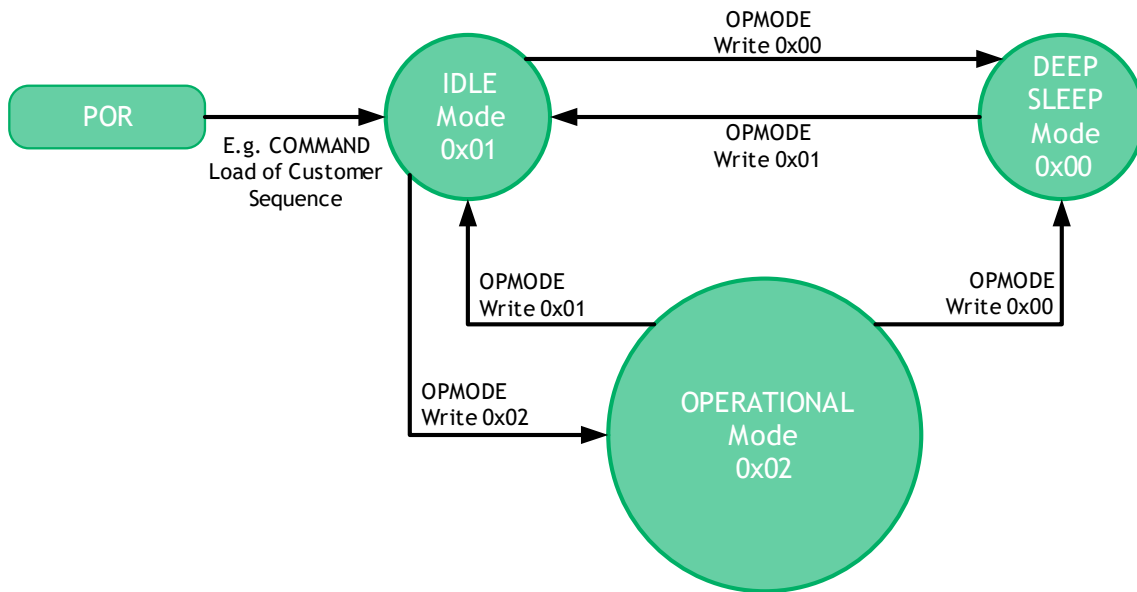 OPMODE
Write 0x00
POR
IDLE
Mode
0x01
DEEP
SLEEP
Mode
0x00
OPMODE
Write 0x01
E.g. COMMAND
Load of Customer
Sequence
OPMODE
Write 0x01
OPMODE
Write 0x00
OPMODE
Write 0x02
OPERATIONAL
Mode
0x02